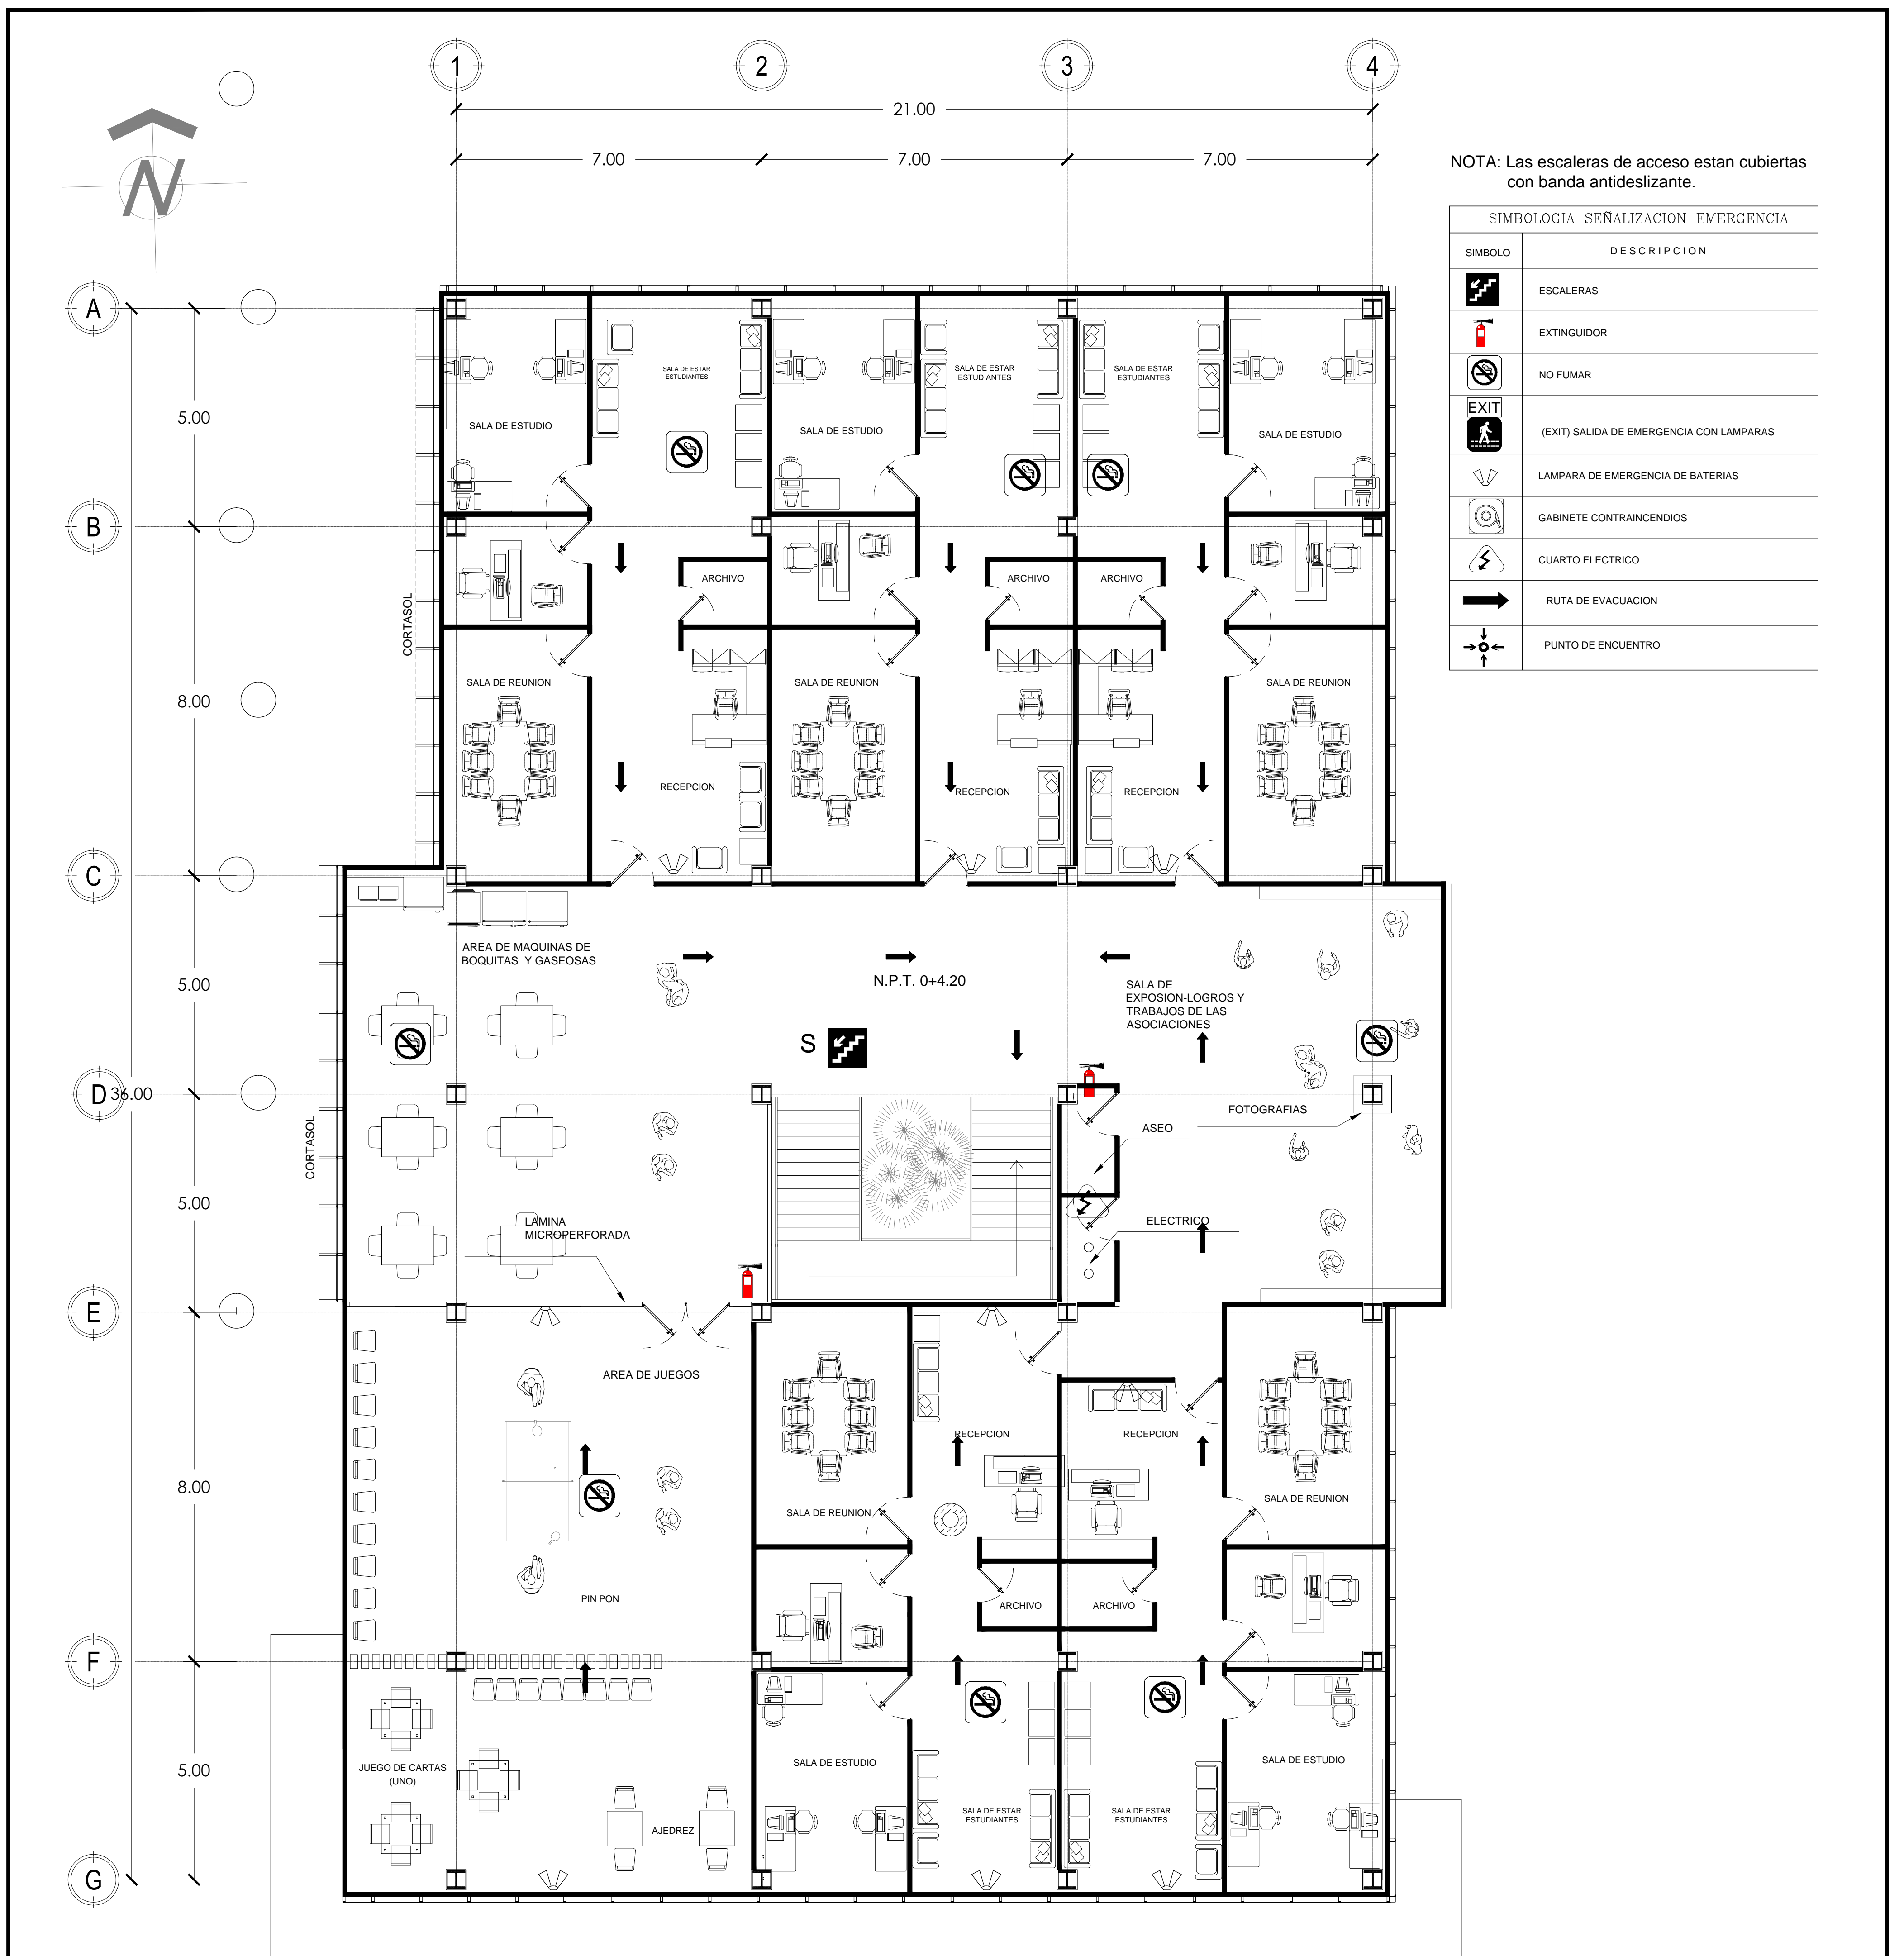 1
2
3
4
21.00
7.00
7.00
7.00
N
NOTA: Las escaleras de acceso estan cubiertas
con banda antideslizante.
SIMBOLOGIA SEÑALIZACION EMERGENCIA
SIMBOLO
DESCRIPCION
ESCALERAS
EXTINGUIDOR
NO FUMAR
EXIT
(EXIT) SALIDA DE EMERGENCIA CON LAMPARAS
LAMPARA DE EMERGENCIA DE BATERIAS
GABINETE CONTRAINCENDIOS
CUARTO ELECTRICO
RUTA DE EVACUACION
PUNTO DE ENCUENTRO
A
5.00
B
8.00
C
5.00
D
36.00
5.00
E
8.00
F
5.00
G
SALA DE ESTAR
ESTUDIANTES
SALA DE ESTAR
ESTUDIANTES
SALA DE ESTAR
ESTUDIANTES
SALA DE ESTUDIO
SALA DE ESTUDIO
SALA DE ESTUDIO
ARCHIVO
ARCHIVO
ARCHIVO
CORTASOL
SALA DE REUNION
SALA DE REUNION
SALA DE REUNION
RECEPCION
RECEPCION
RECEPCION
AREA DE MAQUINAS DE
BOQUITAS Y GASEOSAS
N.P.T. 0+4.20
SALA DE
EXPOSION-LOGROS Y
TRABAJOS DE LAS
ASOCIACIONES
S
FOTOGRAFIAS
ASEO
CORTASOL
LAMINA
MICROPERFORADA
ELECTRICO
AREA DE JUEGOS
RECEPCION
RECEPCION
SALA DE REUNION
SALA DE REUNION
PIN PON
ARCHIVO
ARCHIVO
JUEGO DE CARTAS
(UNO)
SALA DE ESTUDIO
SALA DE ESTUDIO
AJEDREZ
SALA DE ESTAR
ESTUDIANTES
SALA DE ESTAR
ESTUDIANTES